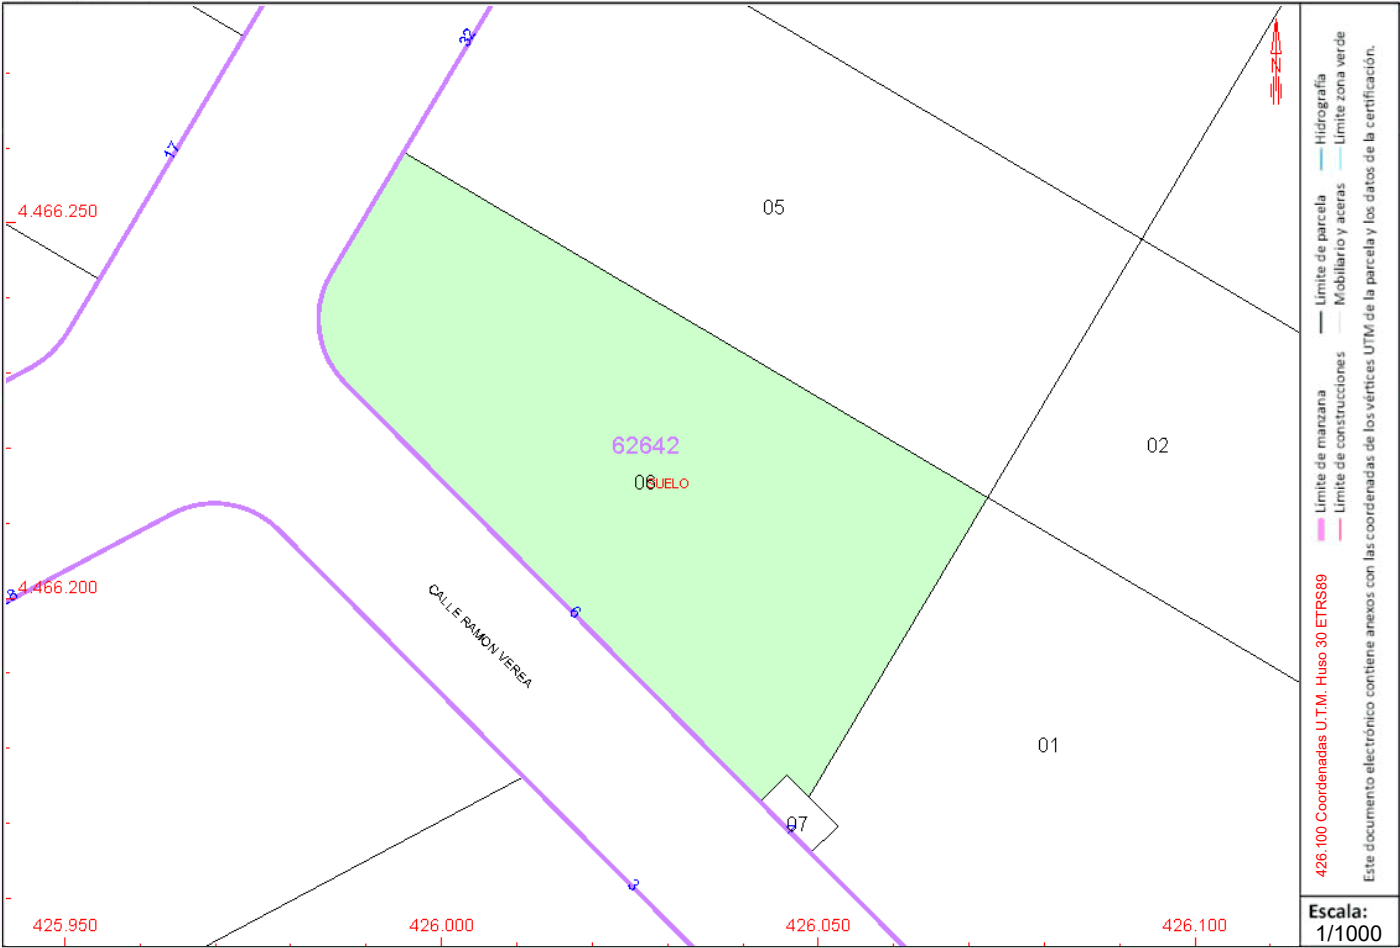 32
17
4.466.250
05
62642
06
SUELO
02
4.466.200
8
6
CALLE RAMON VEREA
01
07
9
3
425.950
426.000
426.050
426.100
N
426.100 Coordenadas U.T.M. Huso 30 ETRS89
Límite de manzana
Límite de parcela
Hidrografía
Límite de construcciones
Mobiliario y aceras
Límite zona verde
Este documento electrónico contiene anexos con las coordenadas de los vértices UTM de la parcela y los datos de la certificación.
Escala:
1/1000